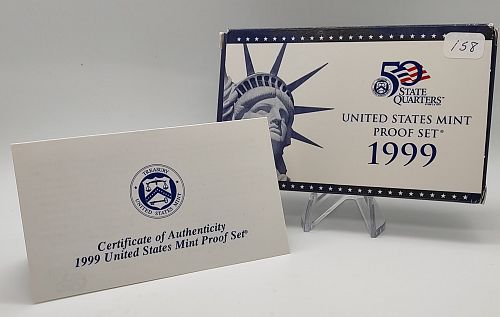 158
50
STATE
QUARTERS
UNITED STATES MINT
PROOF SET®
1999
TREASURY
UNITED STATES MINT
Certificate of Authenticity
1999 United States Mint Proof Set®